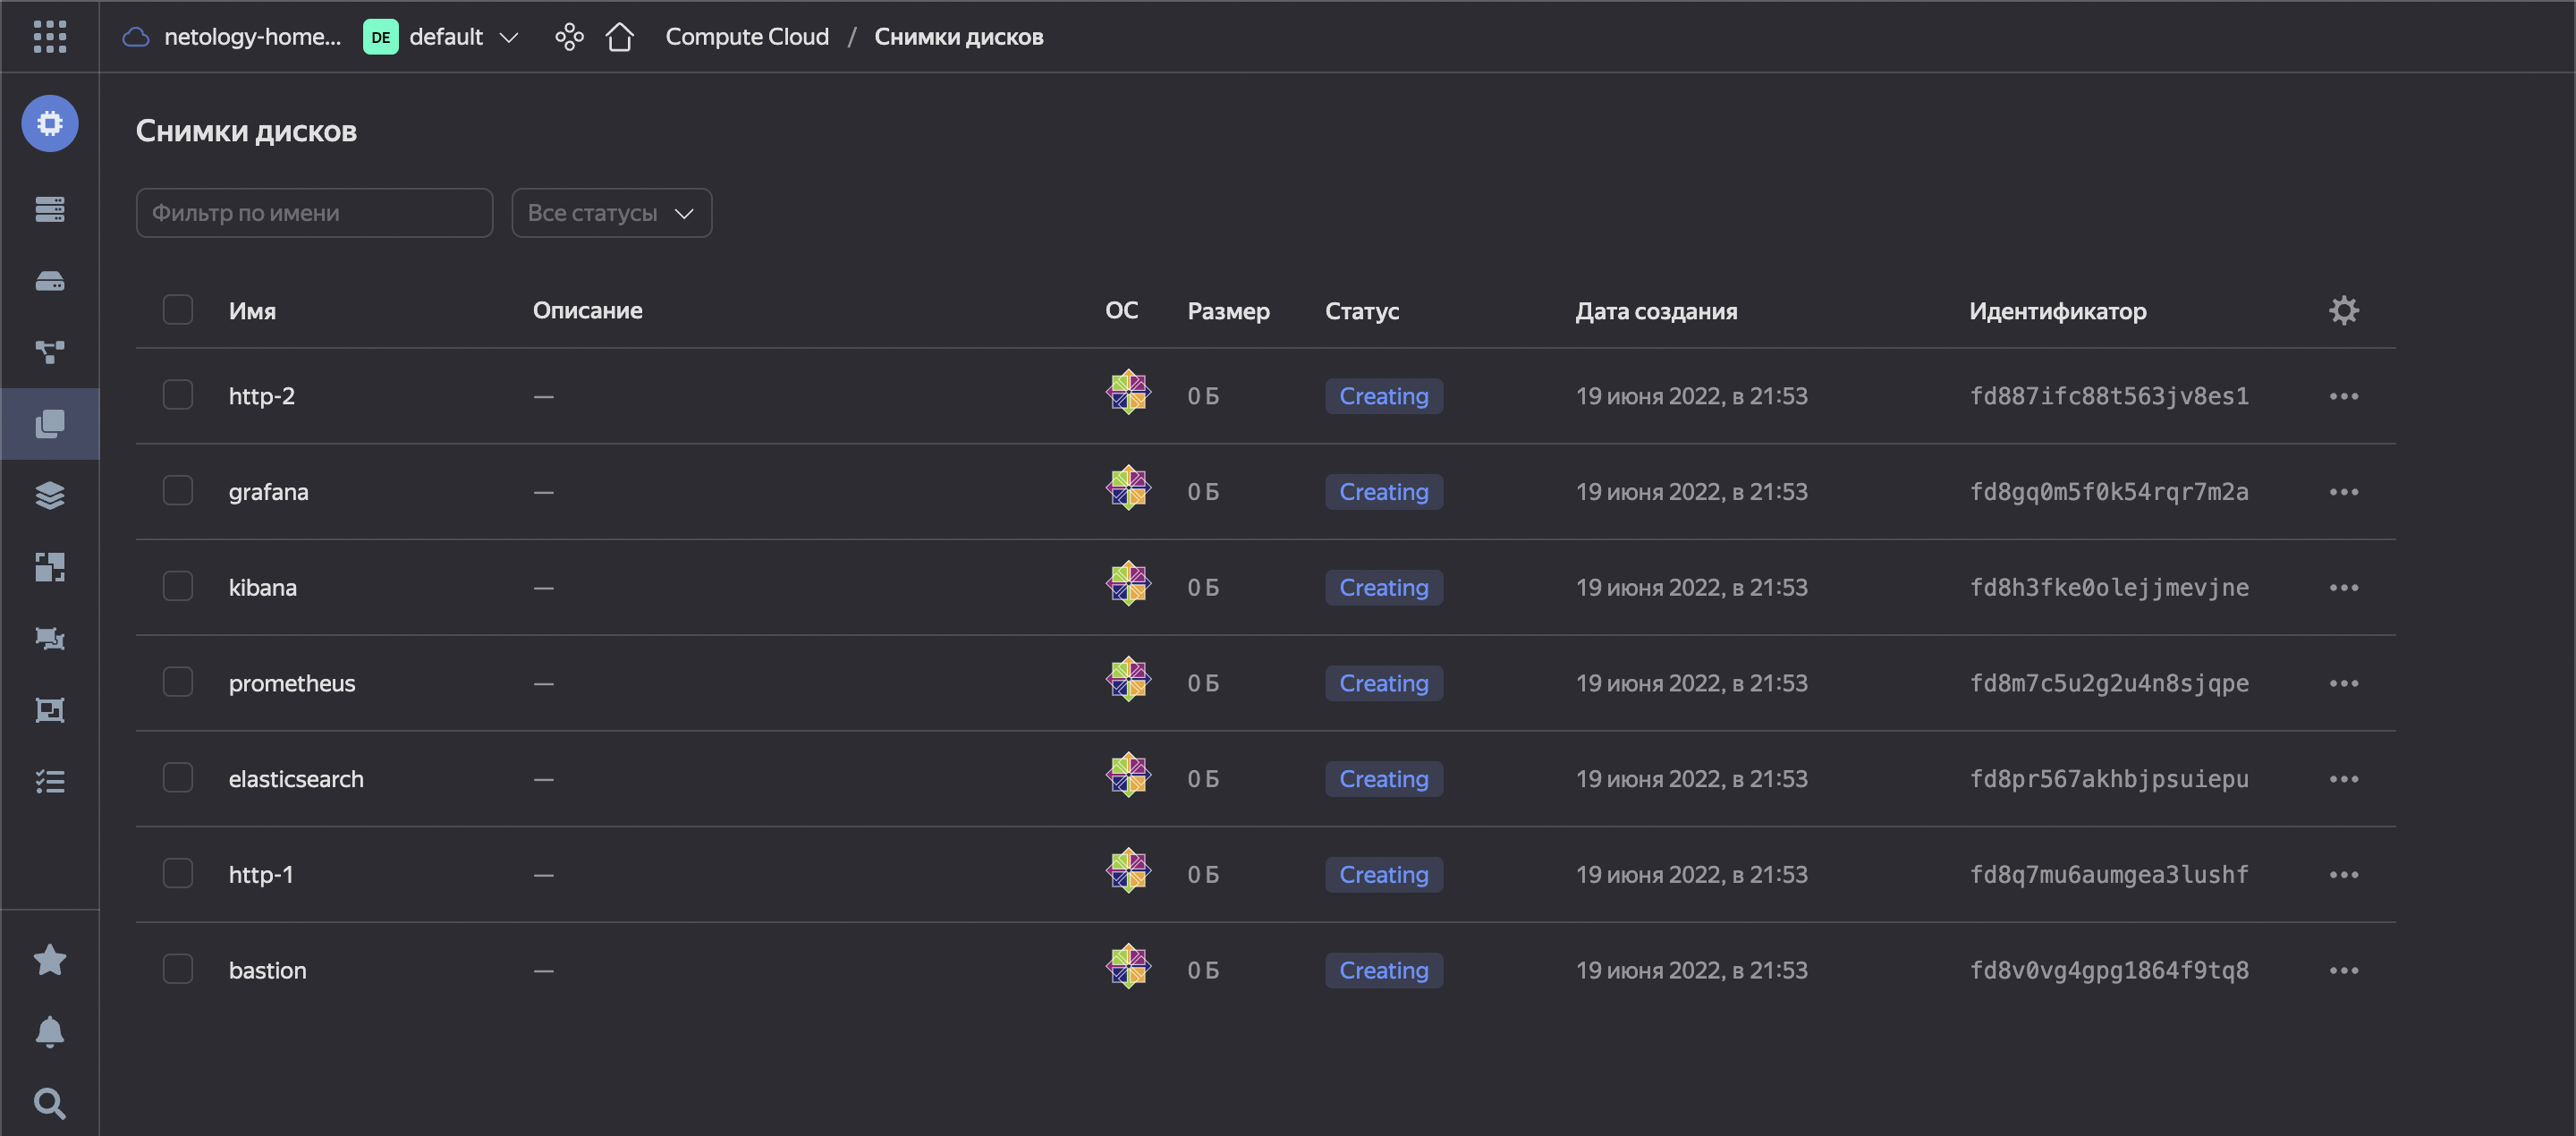 netology-home... DE default Compute Cloud / Снимки дисков
Снимки дисков
Фильтр по имени Все статусы
Имя Описание ОС Размер Статус Дата создания Идентификатор
http-2 — 0 Б Creating 19 июня 2022, в 21:53 fd887ifc88t563jv8es1
grafana — 0 Б Creating 19 июня 2022, в 21:53 fd8gq0m5f0k54rqr7m2a
kibana — 0 Б Creating 19 июня 2022, в 21:53 fd8h3fke0olejjmevjne
prometheus — 0 Б Creating 19 июня 2022, в 21:53 fd8m7c5u2g2u4n8sjqpe
elasticsearch — 0 Б Creating 19 июня 2022, в 21:53 fd8pr567akhbjpsuiepu
http-1 — 0 Б Creating 19 июня 2022, в 21:53 fd8q7mu6aumgea3lushf
bastion — 0 Б Creating 19 июня 2022, в 21:53 fd8v0vg4gpg1864f9tq8